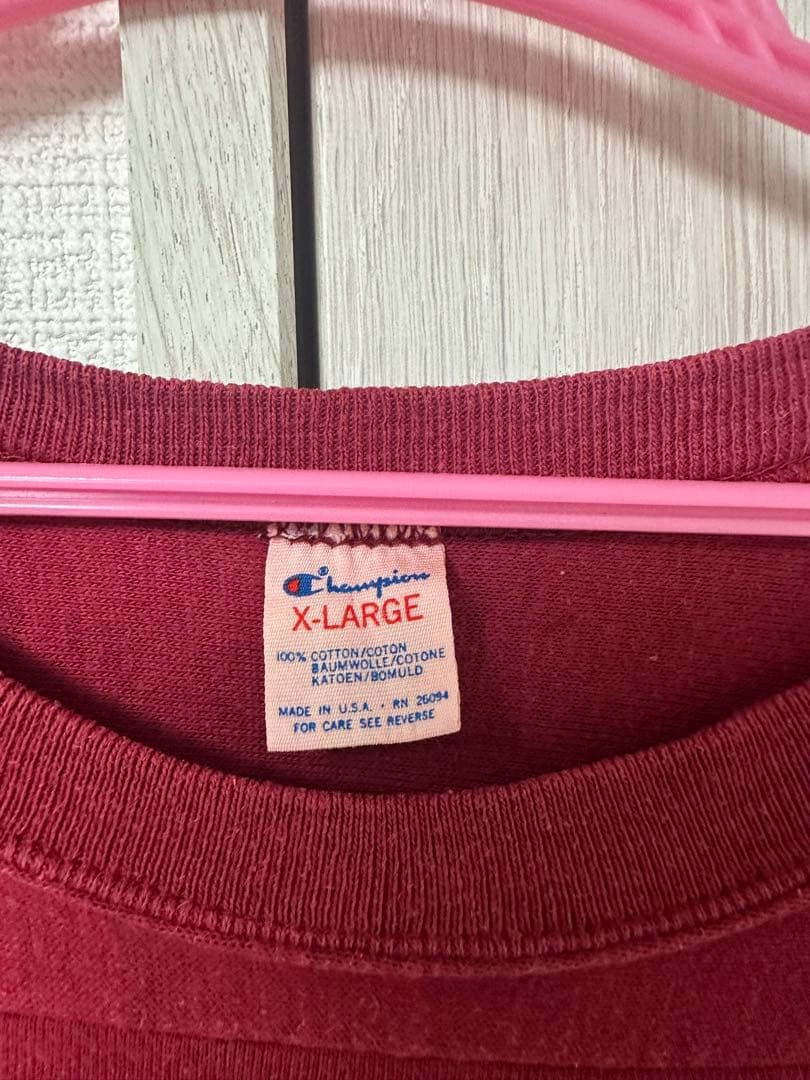 Champion®
X-LARGE
100% COTTON/COTON
BAUMWOLLE/COTONE
KATOEN/BOMULD
MADE IN U.S.A. · RN 26094
FOR CARE SEE REVERSE